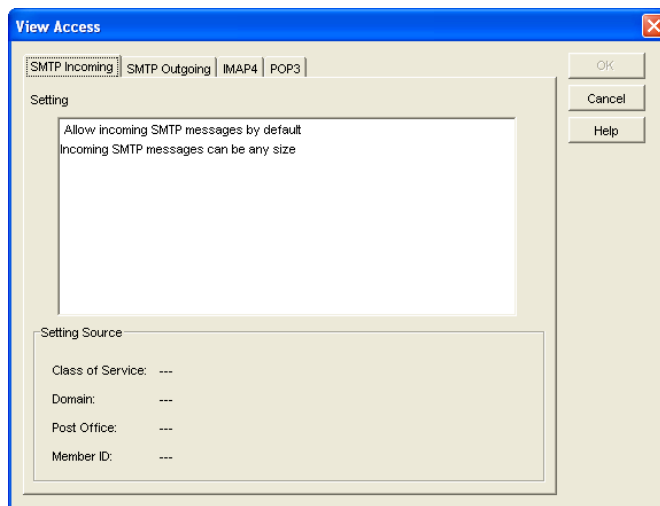 View Access
SMTP Incoming SMTP Outgoing IMAP4 POP3
OK
Cancel
Help
Setting
Allow incoming SMTP messages by default
Incoming SMTP messages can be any size
Setting Source
Class of Service: ---
Domain: ---
Post Office: ---
Member ID: ---